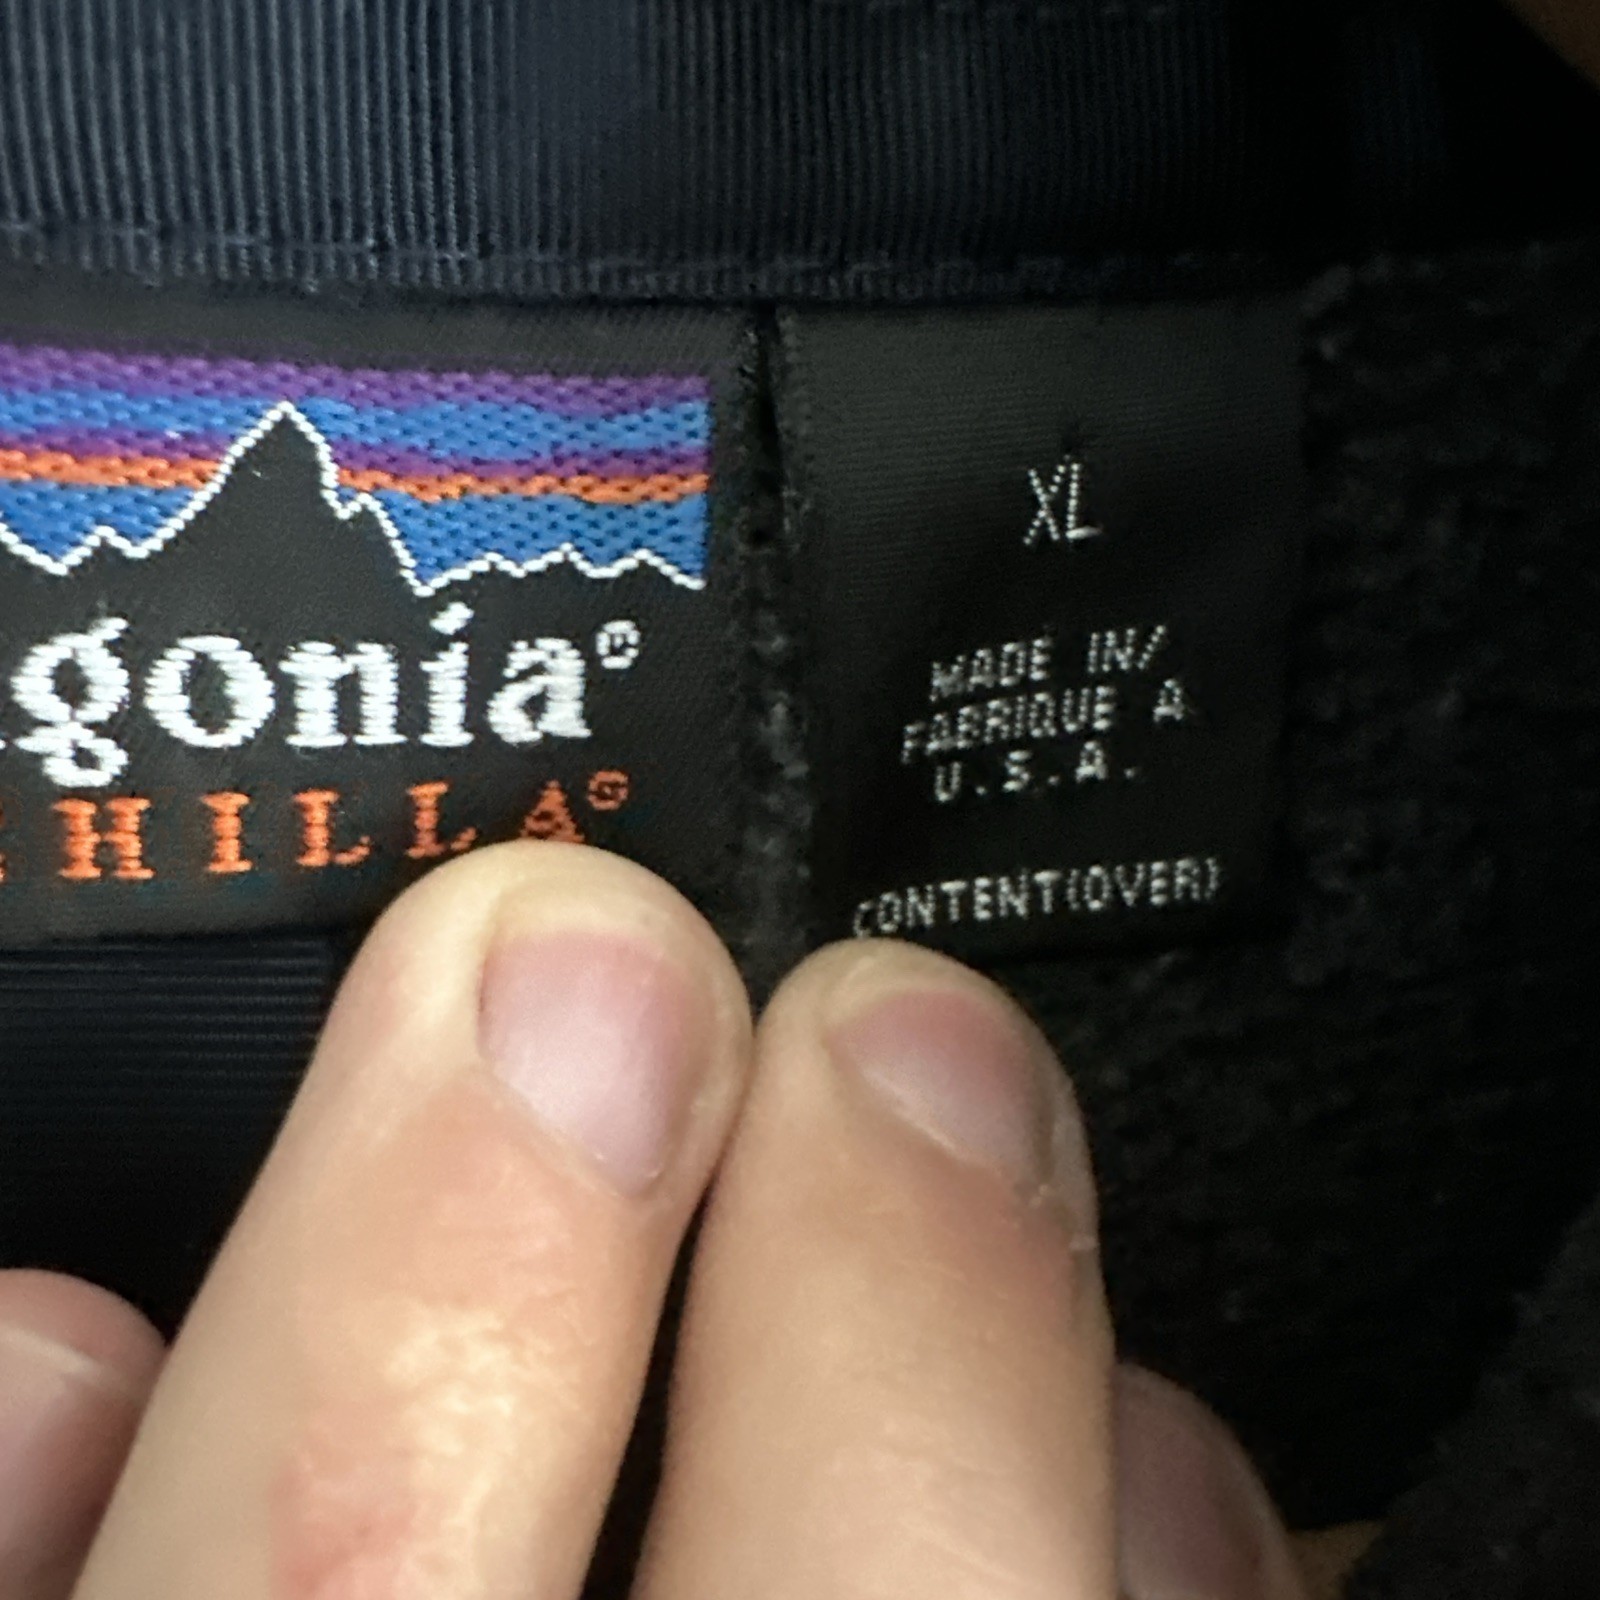 gonia®
HILLA®
XL
MADE IN/
FABRIQUE A
U.S.A.
CONTENT(OVER)